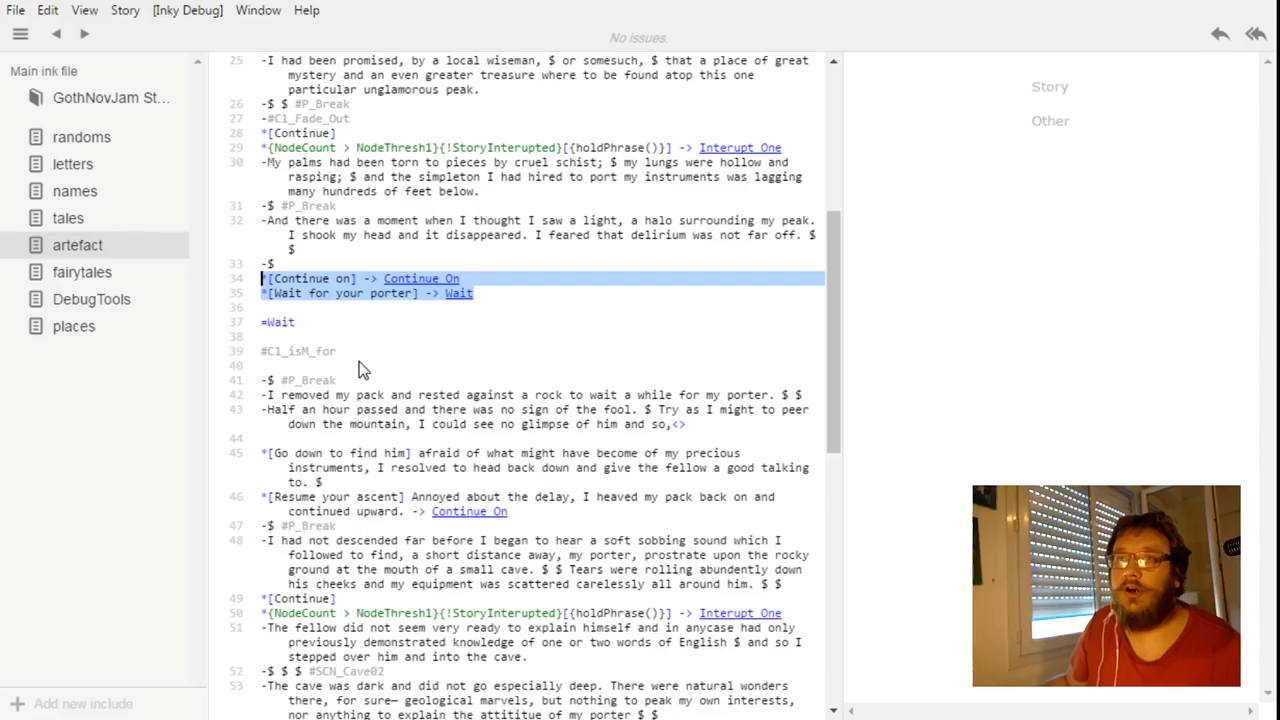 File Edit View Story [Inky Debug] Window Help
No issues.
Main ink file
GothNovJam St...
randoms
letters
names
tales
artefact
fairytales
DebugTools
places
Add new include
25 -I had been promised, by a local wiseman, $ or somesuch, $ that a place of great
mystery and an even greater treasure where to be found atop this one
particular unglamorous peak.
26 -$ $ #P_Break
27 -#C1_Fade_Out
28 *[Continue]
29 *{NodeCount > NodeThresh1}{!StoryInterupted}[{holdPhrase()}] -> Interupt_One
30 -My palms had been torn to pieces by cruel schist; $ my lungs were hollow and
rasping; $ and the simpleton I had hired to port my instruments was lagging
many hundreds of feet below.
31 -$ #P_Break
32 -And there was a moment when I thought I saw a light, a halo surrounding my peak.
I shook my head and it disappeared. I feared that delirium was not far off. $
$
33 -$
34 *[Continue on] -> Continue_On
35 *[Wait for your porter] -> Wait
36
37 =Wait
38
39 #C1_isM_for
40
41 -$ #P_Break
42 -I removed my pack and rested against a rock to wait a while for my porter. $ $
43 -Half an hour passed and there was no sign of the fool. $ Try as I might to peer
down the mountain, I could see no glimpse of him and so,<>
44
45 *[Go down to find him] afraid of what might have become of my precious
instruments, I resolved to head back down and give the fellow a good talking
to. $
46 *[Resume your ascent] Annoyed about the delay, I heaved my pack back on and
continued upward. -> Continue_On
47 -$ #P_Break
48 -I had not descended far before I began to hear a soft sobbing sound which I
followed to find, a short distance away, my porter, prostrate upon the rocky
ground at the mouth of a small cave. $ $ Tears were rolling abundently down
his cheeks and my equipment was scattered carelessly all around him. $ $
49 *[Continue]
50 *{NodeCount > NodeThresh1}{!StoryInterupted}[{holdPhrase()}] -> Interupt_One
51 -The fellow did not seem very ready to explain himself and in anycase had only
previously demonstrated knowledge of one or two words of English $ and so I
stepped over him and into the cave.
52 -$ $ $ #SCN_Cave02
53 -The cave was dark and did not go especially deep. There were natural wonders
there, for sure— geological marvels, but nothing to peak my own interests,
nor anything to explain the attititue of my porter $ $
Story
Other